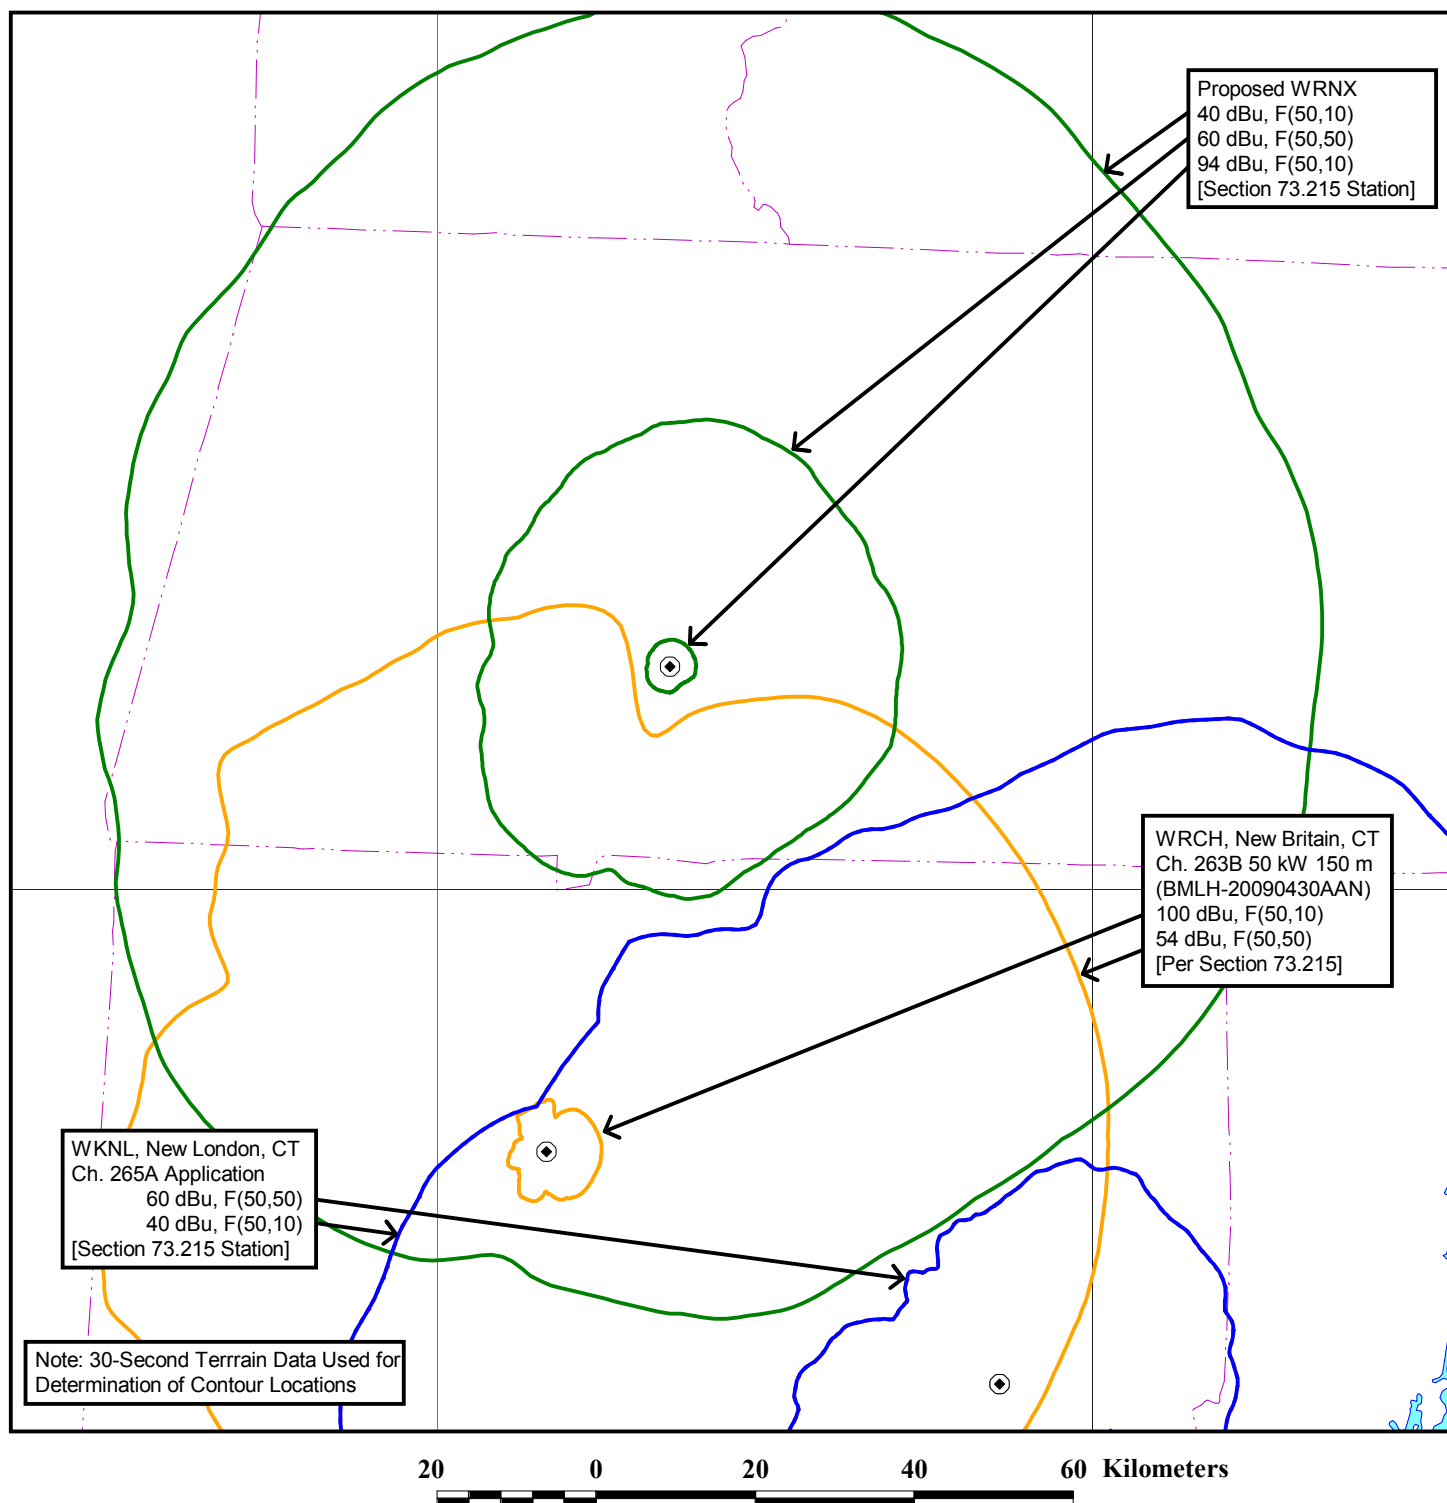 Proposed WRNX
40 dBu, F(50,10)
60 dBu, F(50,50)
94 dBu, F(50,10)
[Section 73.215 Station]
WRCH, New Britain, CT
Ch. 263B 50 kW 150 m
(BMLH-20090430AAN)
100 dBu, F(50,10)
54 dBu, F(50,50)
[Per Section 73.215]
WKNL, New London, CT
Ch. 265A Application
60 dBu, F(50,50)
40 dBu, F(50,10)
[Section 73.215 Station]
Note: 30-Second Terrrain Data Used for
Determination of Contour Locations
20 0 20 40 60 Kilometers